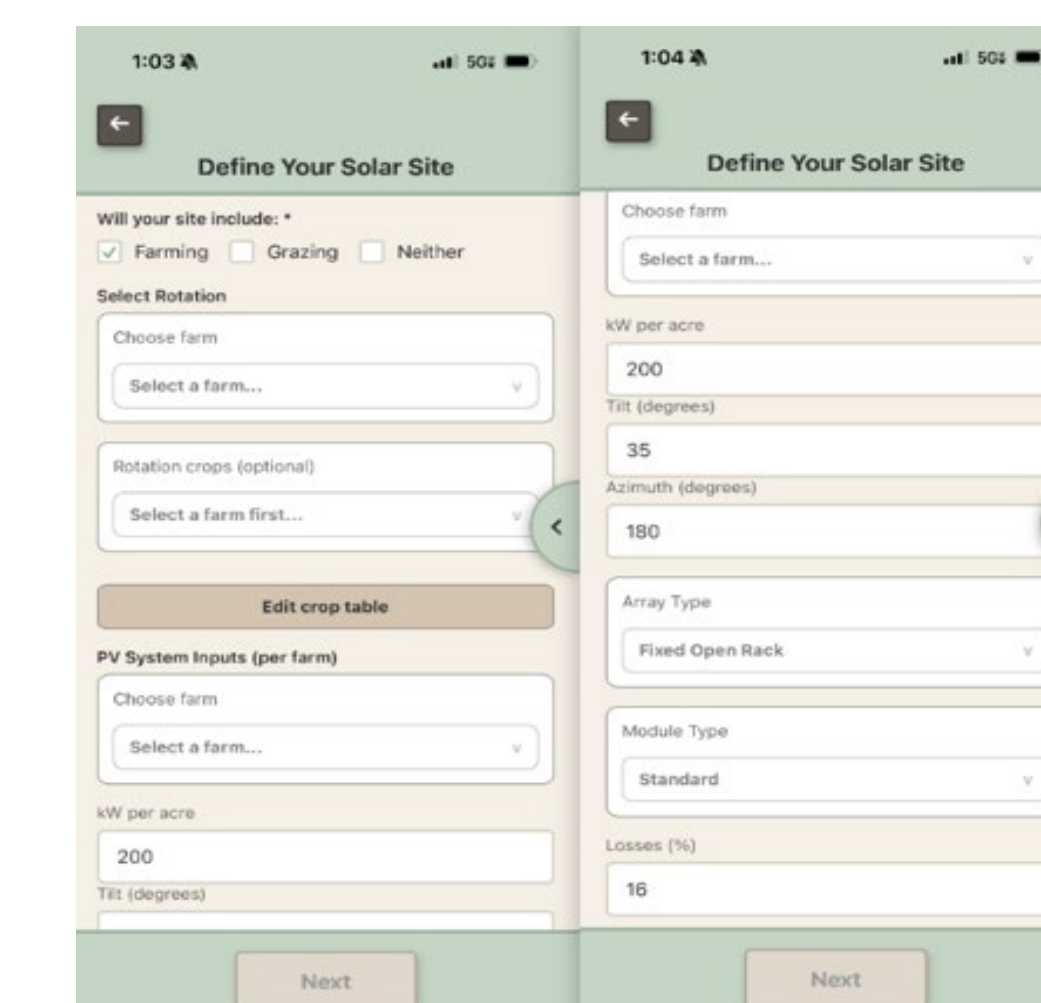 1:03
5G
Define Your Solar Site
Will your site include: *
Farming Grazing Neither
Select Rotation
Choose farm
Select a farm...
Rotation crops (optional)
Select a farm first...
Edit crop table
PV System Inputs (per farm)
Choose farm
Select a farm...
kW per acre
200
Tilt (degrees)
Next
1:04
5G
Define Your Solar Site
Choose farm
Select a farm...
kW per acre
200
Tilt (degrees)
35
Azimuth (degrees)
180
Array Type
Fixed Open Rack
Module Type
Standard
Losses (%)
16
Next